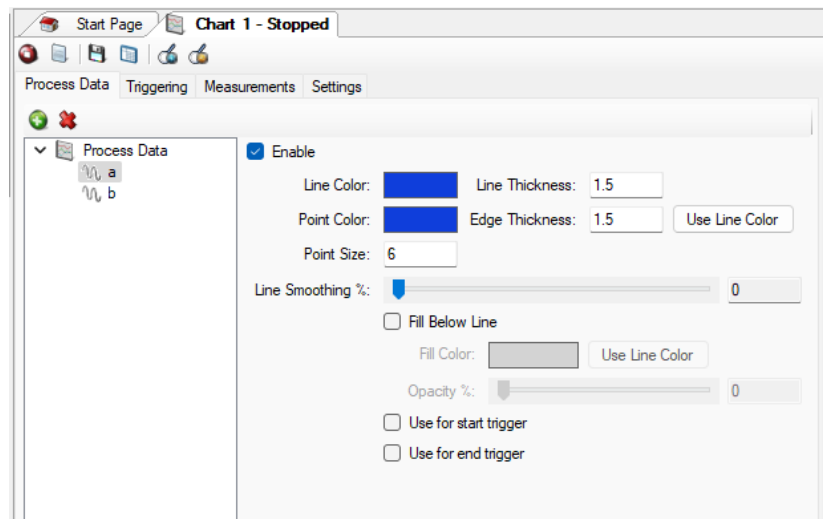 Start Page Chart 1 - Stopped
Process Data Triggering Measurements Settings
Process Data
a
b
Enable
Line Color: Line Thickness: 1.5
Point Color: Edge Thickness: 1.5 Use Line Color
Point Size: 6
Line Smoothing %: 0
Fill Below Line
Fill Color: Use Line Color
Opacity %: 0
Use for start trigger
Use for end trigger